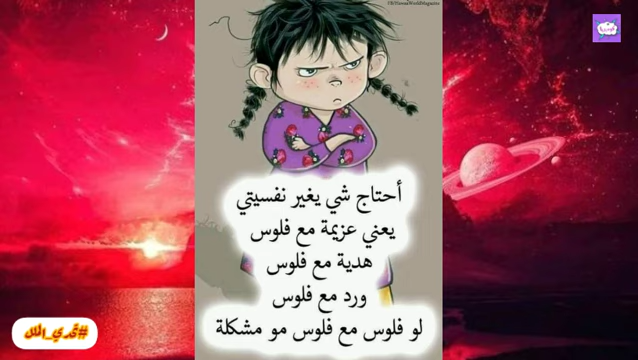 أحتاج شي يغير نفسيتي
يعني عزيمة مع فلوس
هدية مع فلوس
ورد مع فلوس
لو فلوس مع فلوس مو مشكلة
#تحدي_الملل